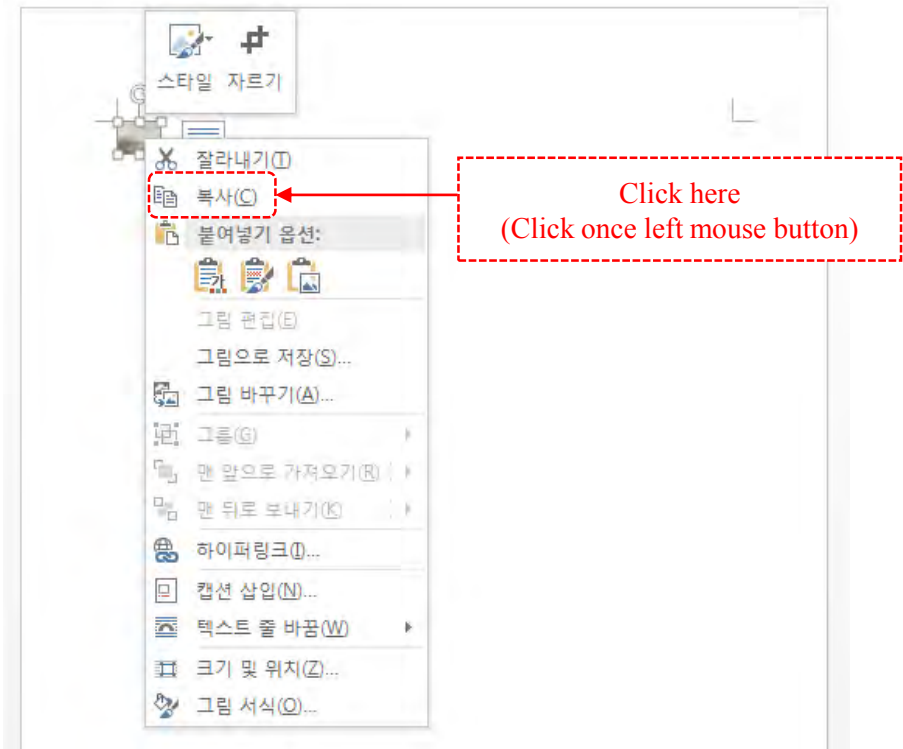 스타일 자르기
잘라내기(T)
복사(C)
Click here
(Click once left mouse button)
붙여넣기 옵션:
가
그림 편집(E)
그림으로 저장(S)...
그림 바꾸기(A)...
그룹(G)
맨 앞으로 가져오기(R)
맨 뒤로 보내기(K)
하이퍼링크(I)...
캡션 삽입(N)...
텍스트 줄 바꿈(W)
크기 및 위치(Z)...
그림 서식(O)...